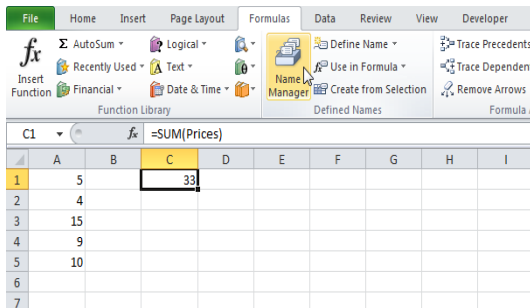 File Home Insert Page Layout Formulas Data Review View Developer
fx Σ AutoSum Logical Define Name Trace Precedents
Recently Used A Text θ fx Use in Formula Trace Dependen
Insert Function Financial Date & Time Name Manager Create from Selection Remove Arrows
Function Library Defined Names Formula A
C1 fx =SUM(Prices)
A B C D E F G H I
1 5 33
2 4
3 15
4 9
5 10
6
7